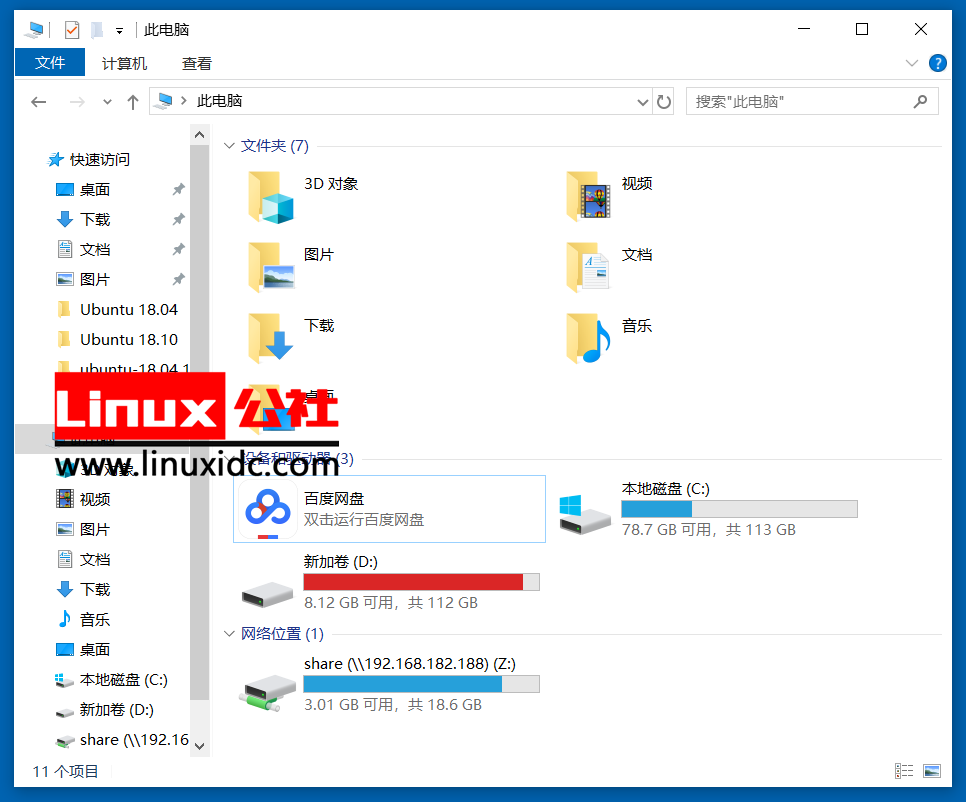 此电脑
文件 计算机 查看
此电脑
搜索"此电脑"
快速访问
桌面
下载
文档
图片
Ubuntu 18.04
Ubuntu 18.10
ubuntu-18.04.1
3D 对象
视频
图片
文档
下载
音乐
桌面
本地磁盘 (C:)
新加卷 (D:)
share (\\192.16
文件夹 (7)
3D 对象
视频
图片
文档
下载
音乐
桌面
Linux公社
www.linuxidc.com
设备和驱动器 (3)
百度网盘
双击运行百度网盘
本地磁盘 (C:)
78.7 GB 可用，共 113 GB
新加卷 (D:)
8.12 GB 可用，共 112 GB
网络位置 (1)
share (\\192.168.182.188) (Z:)
3.01 GB 可用，共 18.6 GB
11 个项目